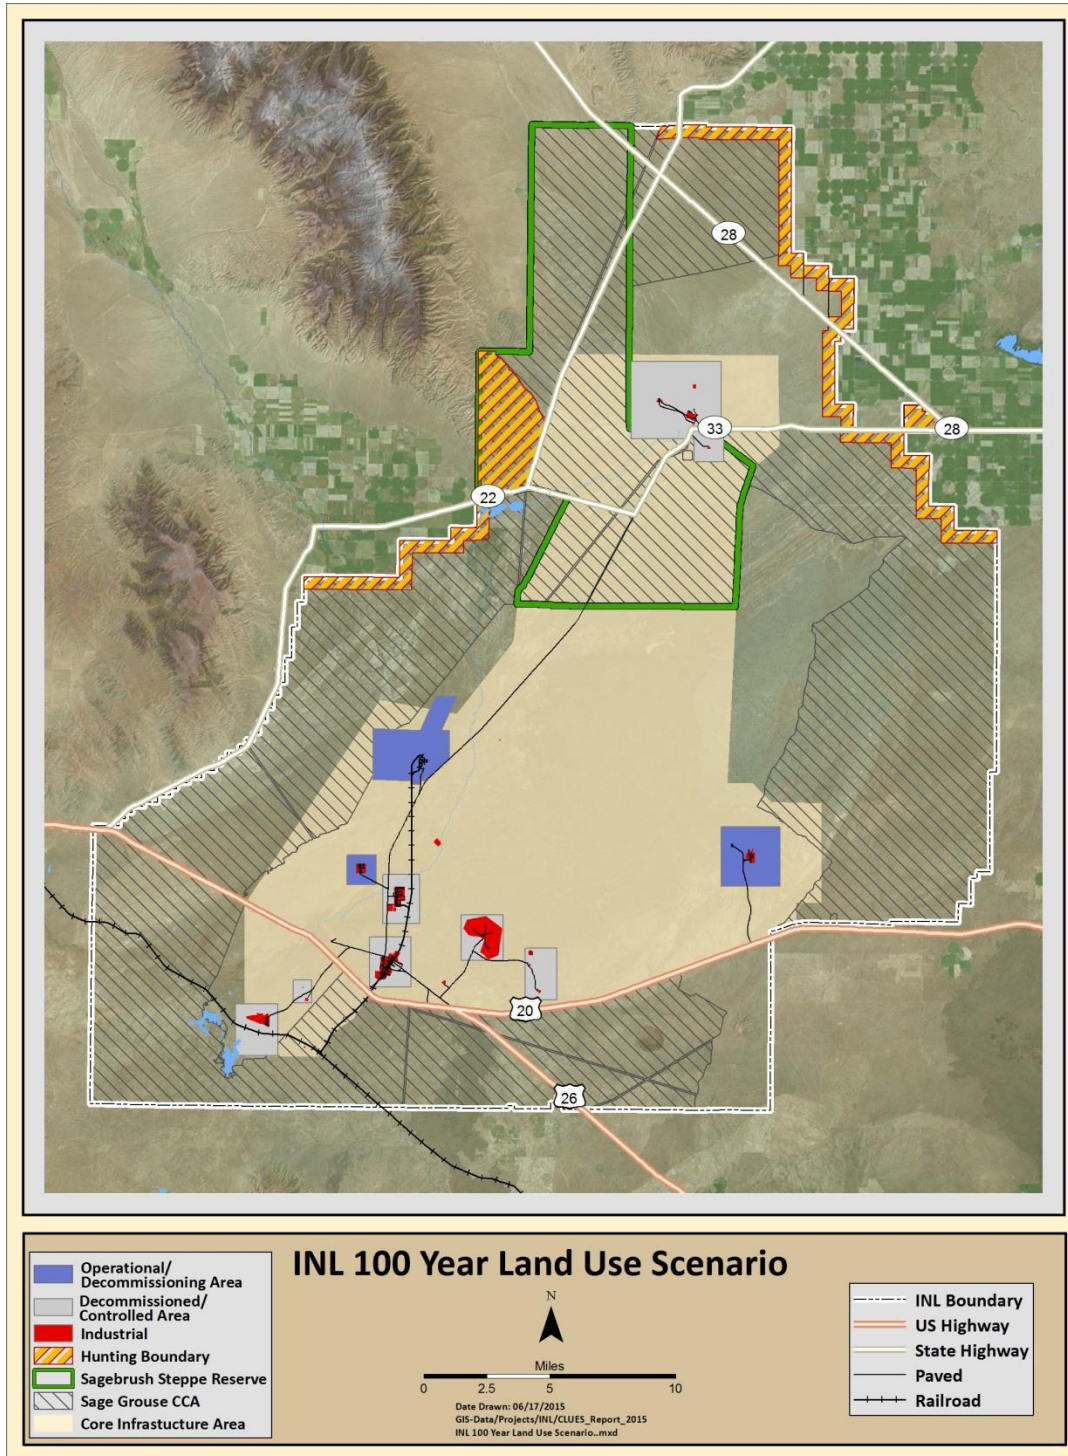 28
33
28
22
20
26
INL 100 Year Land Use Scenario
Operational/
Decommissioning Area
Decommissioned/
Controlled Area
Industrial
Hunting Boundary
Sagebrush Steppe Reserve
Sage Grouse CCA
Core Infrastucture Area
N
Miles
0 2.5 5 10
Date Drawn: 06/17/2015
GIS-Data/Projects/INL/CLUES_Report_2015
INL 100 Year Land Use Scenario..mxd
INL Boundary
US Highway
State Highway
Paved
Railroad